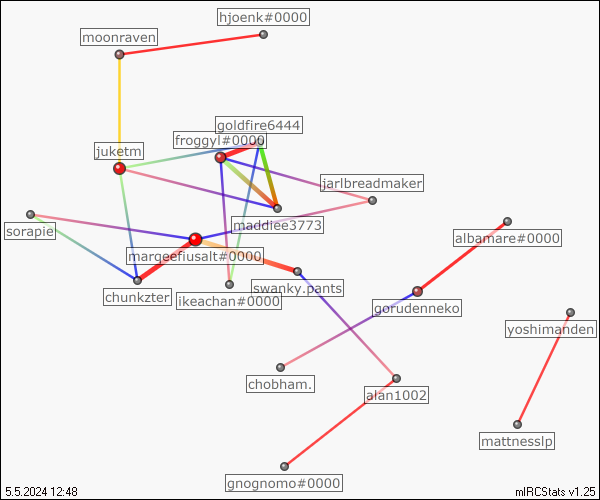 hjoenk#0000
moonraven
goldfire6444
froggyl#0000
juketm
jarlbreadmaker
maddiee3773
sorapie
albamare#0000
marqeefiusalt#0000
swanky.pants
chunkzter
ikeachan#0000
gorudenneko
yoshimanden
chobham.
alan1002
mattnesslp
gnognomo#0000
5.5.2024 12:48
mIRCStats v1.25